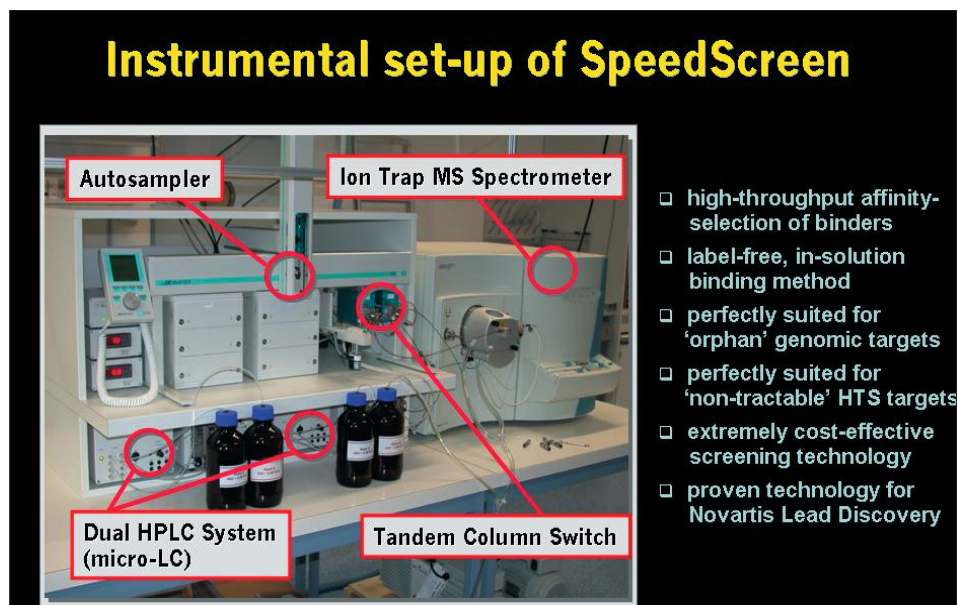 Instrumental set-up of SpeedScreen
Autosampler
Ion Trap MS Spectrometer
Dual HPLC System
(micro-LC)
Tandem Column Switch
❑ high-throughput affinity-
selection of binders
❑ label-free, in-solution
binding method
❑ perfectly suited for
‘orphan’ genomic targets
❑ perfectly suited for
‘non-tractable’ HTS targets
❑ extremely cost-effective
screening technology
❑ proven technology for
Novartis Lead Discovery